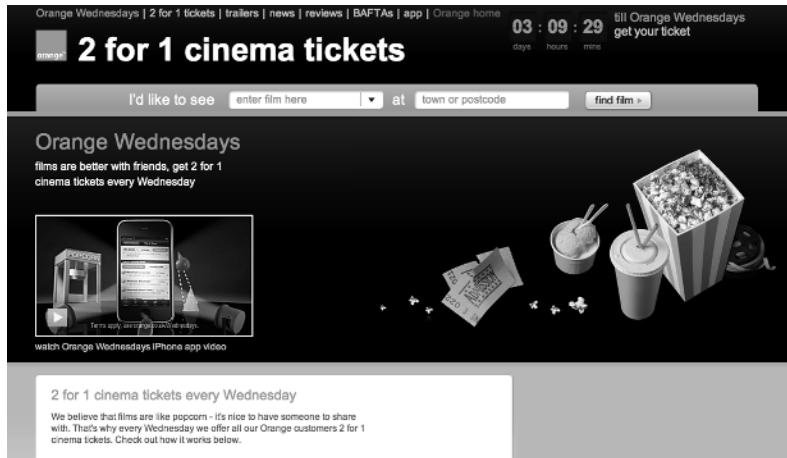 Orange Wednesdays | 2 for 1 tickets | trailers | news | reviews | BAFTAs | app | Orange home
03 : 09 : 29
days hours mins
till Orange Wednesdays
get your ticket
orange™
2 for 1 cinema tickets
I'd like to see enter film here at town or postcode find film
Orange Wednesdays
films are better with friends, get 2 for 1
cinema tickets every Wednesday
POPCORN
Terms apply, see orange.co.uk/Wednesdays.
watch Orange Wednesdays iPhone app video
2 for 1 cinema tickets every Wednesday
We believe that films are like popcorn - it's nice to have someone to share
with. That's why every Wednesday we offer all our Orange customers 2 for 1
cinema tickets. Check out how it works below.